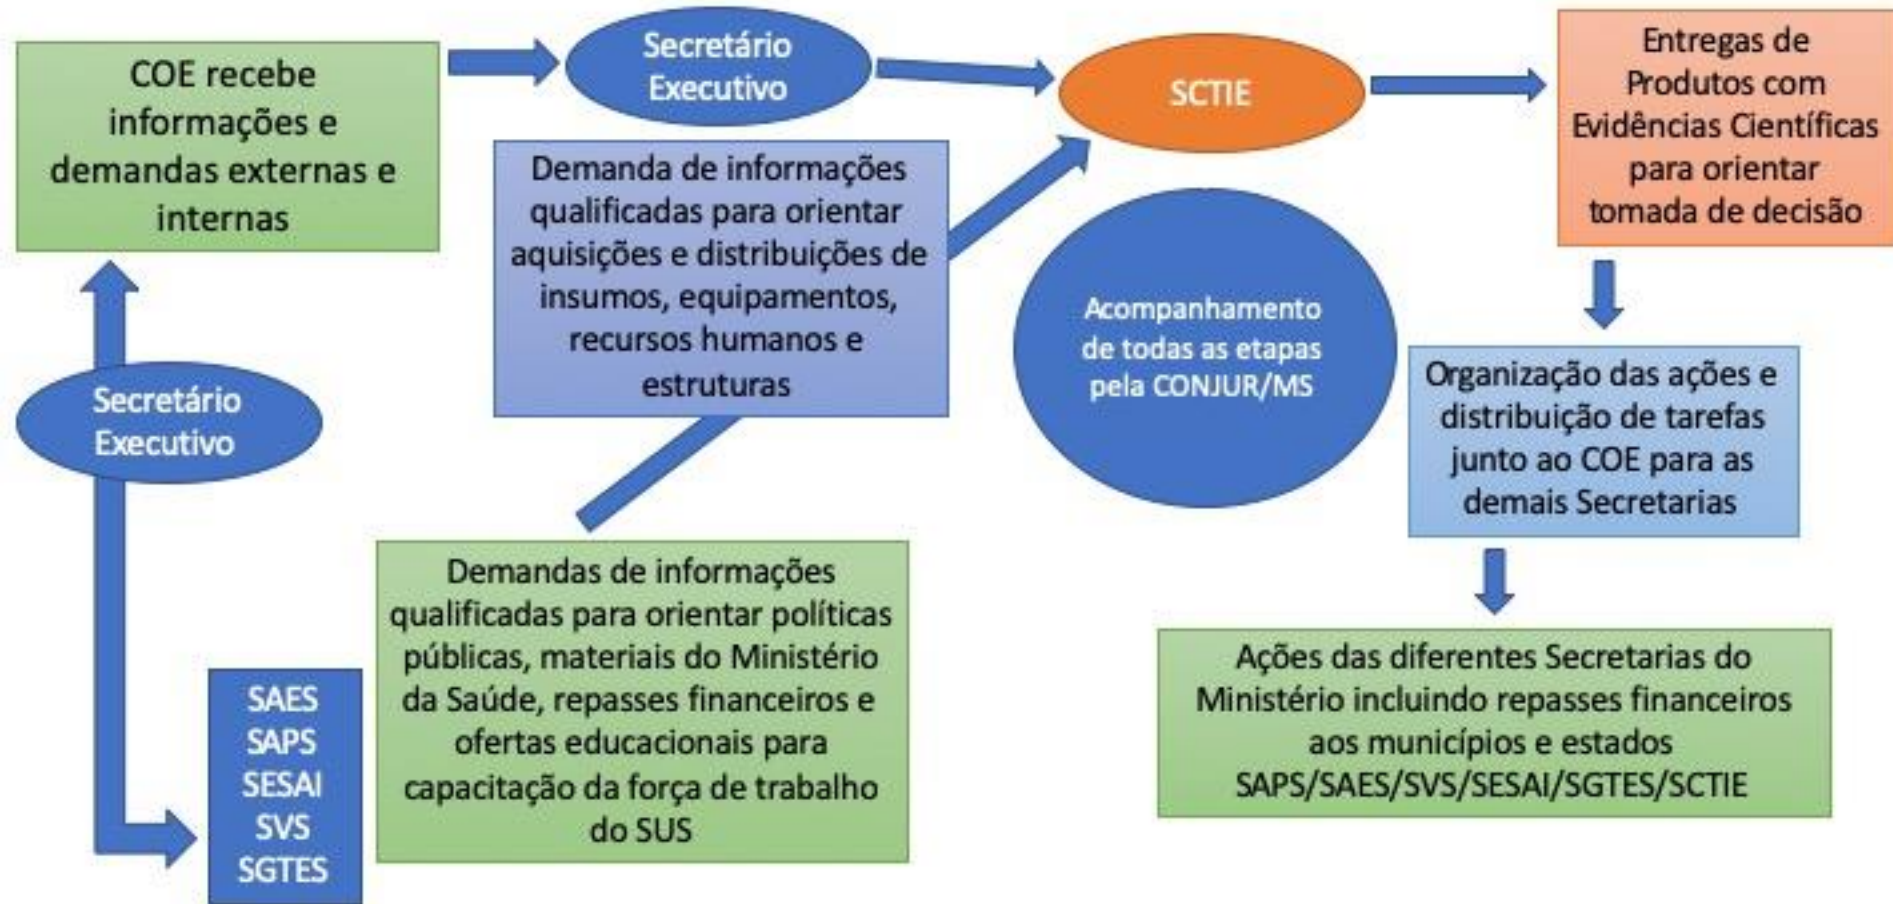 COE recebe
informações e
demandas externas e
internas
Secretário
Executivo
SCTIE
Entregas de
Produtos com
Evidências Científicas
para orientar
tomada de decisão
Demanda de informações
qualificadas para orientar
aquisições e distribuições de
insumos, equipamentos,
recursos humanos e
estruturas
Acompanhamento
de todas as etapas
pela CONJUR/MS
Organização das ações e
distribuição de tarefas
junto ao COE para as
demais Secretarias
Secretário
Executivo
Demandas de informações
qualificadas para orientar políticas
públicas, materiais do Ministério
da Saúde, repasses financeiros e
ofertas educacionais para
capacitação da força de trabalho
do SUS
SAES
SAPS
SESAI
SVS
SGTES
Ações das diferentes Secretarias do
Ministério incluindo repasses financeiros
aos municípios e estados
SAPS/SAES/SVS/SESAI/SGTES/SCTIE